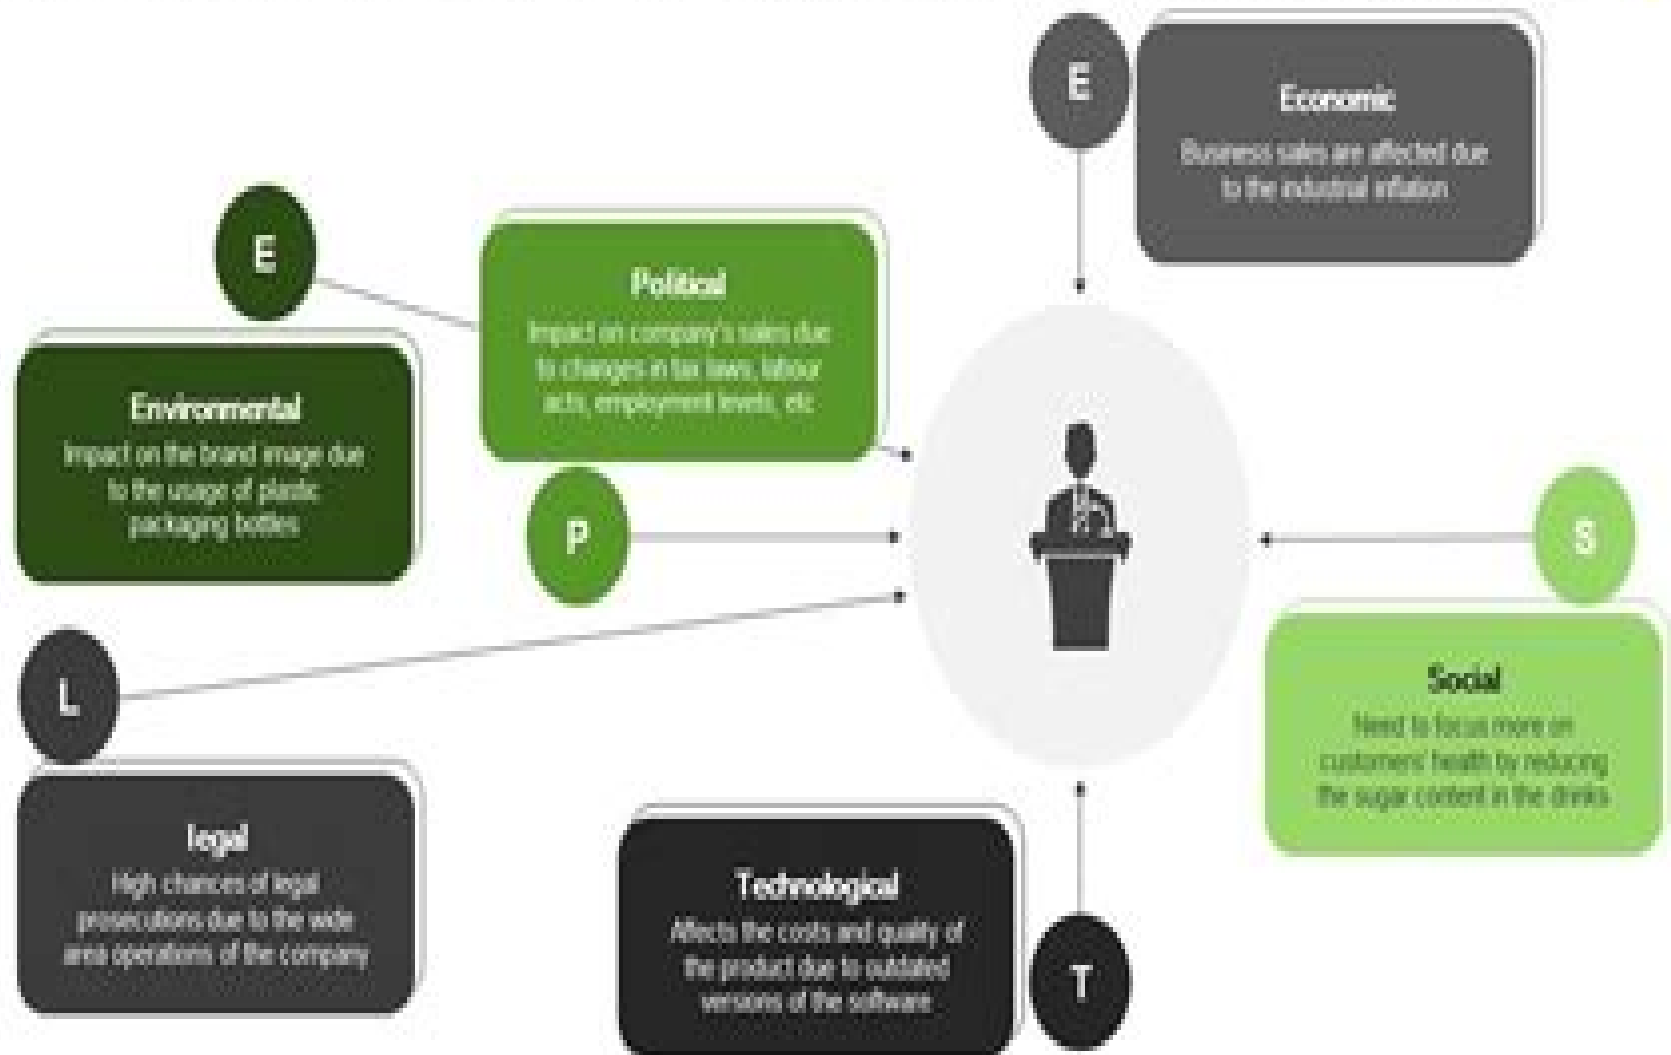 E
Economic
Business sales are affected due
to the industrial inflation
E
Political
Impact on company's sales due
to changes in tax laws, labour
acts, employment levels, etc
Environmental
Impact on the brand image due
to the usage of plastic
packaging bottles
P
S
L
Social
Need to focus more on
customers' health by reducing
the sugar content in the drinks
legal
High chances of legal
prosecutions due to the wide
area operations of the company
Technological
Affects the costs and quality of
the product due to outdated
versions of the software
T